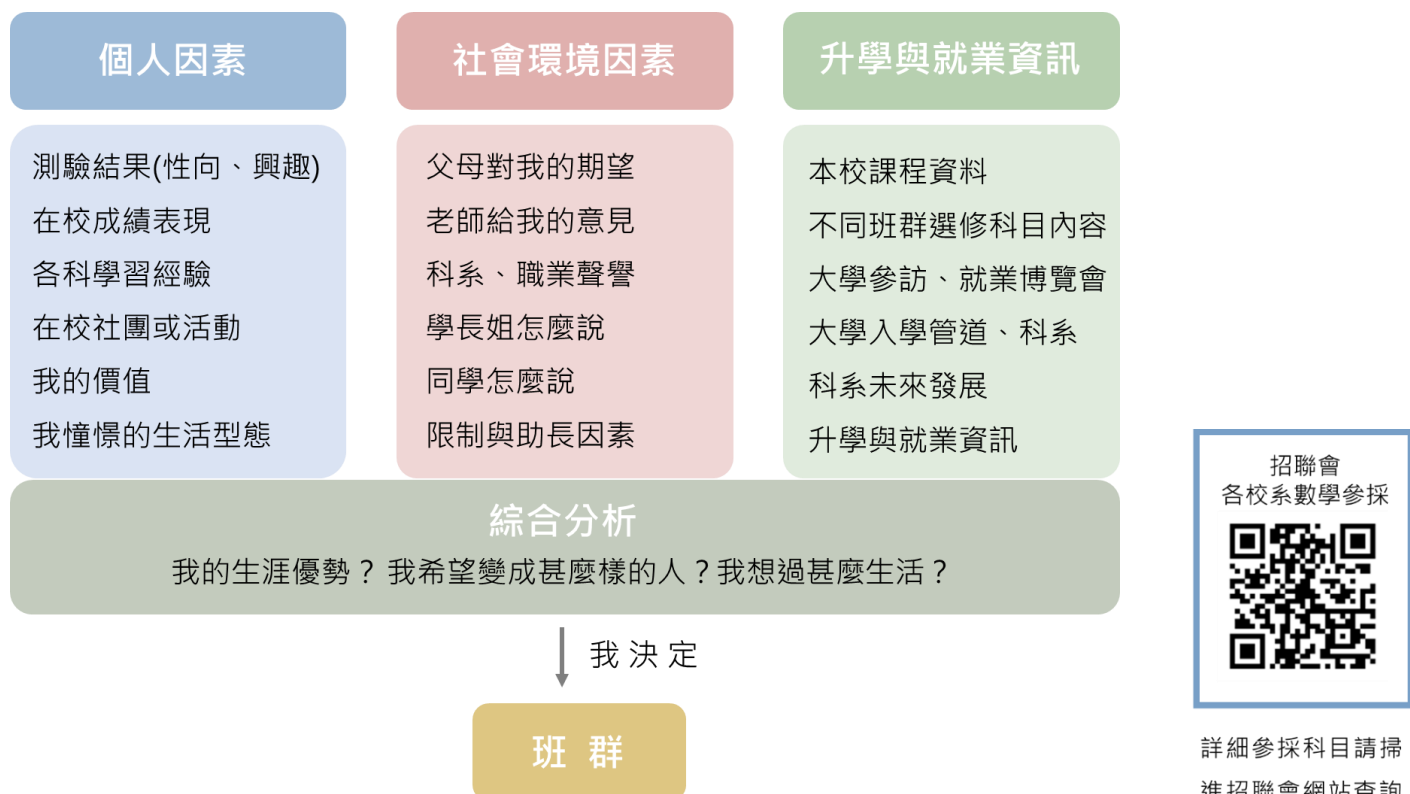 個人因素
測驗結果(性向、興趣)
在校成績表現
各科學習經驗
在校社團或活動
我的價值
我憧憬的生活型態
社會環境因素
父母對我的期望
老師給我的意見
科系、職業聲譽
學長姐怎麼說
同學怎麼說
限制與助長因素
升學與就業資訊
本校課程資料
不同班群選修科目內容
大學參訪、就業博覽會
大學入學管道、科系
科系未來發展
升學與就業資訊
綜合分析
我的生涯優勢？ 我希望變成甚麼樣的人？我想過甚麼生活？
我決定
班 群
招聯會
各校系數學參採
詳細參採科目請掃
進招聯會網站查詢